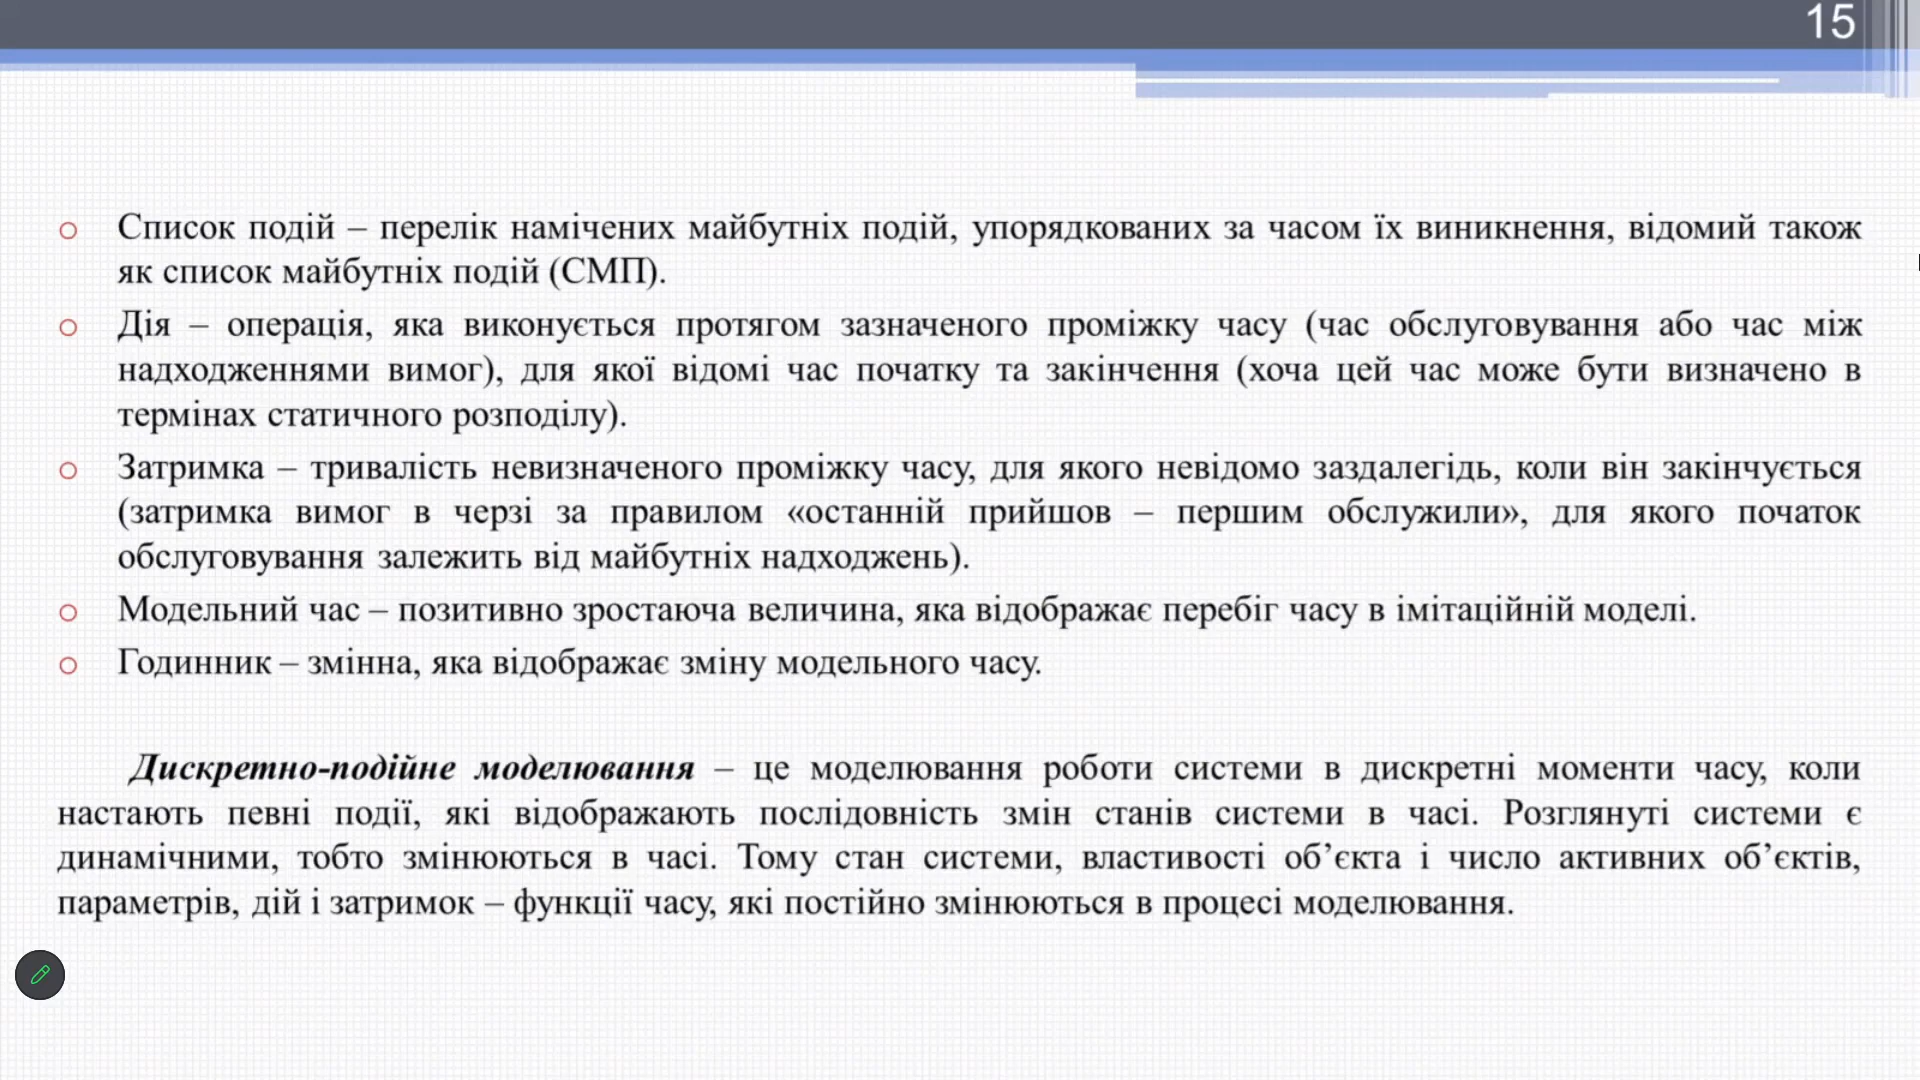 15
Список подій – перелік намічених майбутніх подій, упорядкованих за часом їх виникнення, відомий також
як список майбутніх подій (СМП).
Дія – операція, яка виконується протягом зазначеного проміжку часу (час обслуговування або час між
надходженнями вимог), для якої відомі час початку та закінчення (хоча цей час може бути визначено в
термінах статичного розподілу).
Затримка – тривалість невизначеного проміжку часу, для якого невідомо заздалегідь, коли він закінчується
(затримка вимог в черзі за правилом «останній прийшов – першим обслужили», для якого початок
обслуговування залежить від майбутніх надходжень).
Модельний час – позитивно зростаюча величина, яка відображає перебіг часу в імітаційній моделі.
Годинник – змінна, яка відображає зміну модельного часу.
Дискретно-подійне моделювання – це моделювання роботи системи в дискретні моменти часу, коли
настають певні події, які відображають послідовність змін станів системи в часі. Розглянуті системи є
динамічними, тобто змінюються в часі. Тому стан системи, властивості об’єкта і число активних об’єктів,
параметрів, дій і затримок – функції часу, які постійно змінюються в процесі моделювання.